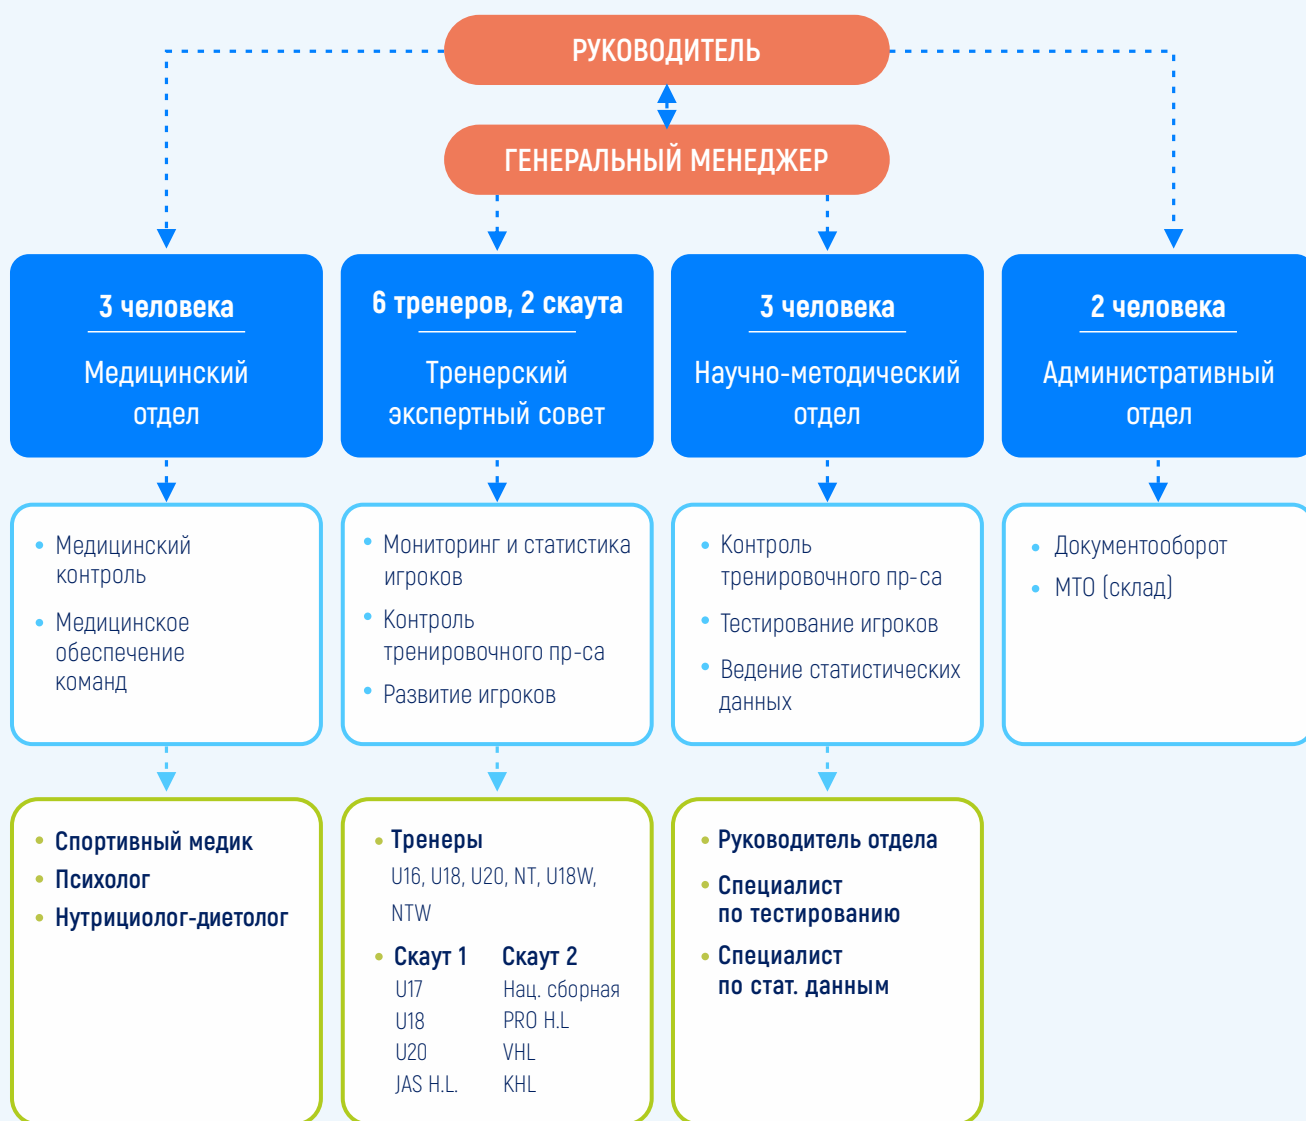 РУКОВОДИТЕЛЬ
ГЕНЕРАЛЬНЫЙ МЕНЕДЖЕР
3 человека
Медицинский
отдел
6 тренеров, 2 скаута
Тренерский
экспертный совет
3 человека
Научно-методический
отдел
2 человека
Административный
отдел
• Медицинский
контроль
• Медицинское
обеспечение
команд
• Мониторинг и статистика
игроков
• Контроль
тренировочного пр-са
• Развитие игроков
• Контроль
тренировочного пр-са
• Тестирование игроков
• Ведение статистических
данных
• Документооборот
• МТО (склад)
• Спортивный медик
• Психолог
• Нутрициолог-диетолог
• Тренеры
U16, U18, U20, NT, U18W,
NTW
• Скаут 1
U17
U18
U20
JAS H.L.
Скаут 2
Нац. сборная
PRO H.L
VHL
KHL
• Руководитель отдела
• Специалист
по тестированию
• Специалист
по стат. данным